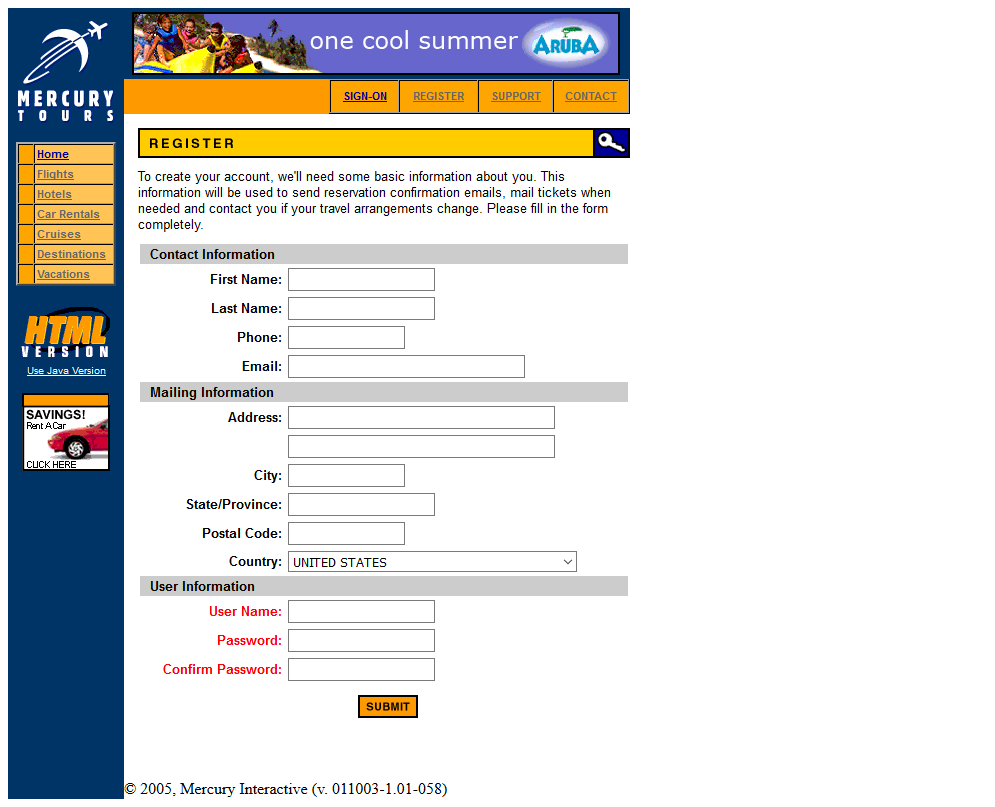 one cool summer ARUBA
MERCURY
TOURS
SIGN-ON REGISTER SUPPORT CONTACT
Home
Flights
Hotels
Car Rentals
Cruises
Destinations
Vacations
HTML
VERSION
Use Java Version
SAVINGS!
Rent A Car
CLICK HERE
REGISTER
To create your account, we'll need some basic information about you. This
information will be used to send reservation confirmation emails, mail tickets when
needed and contact you if your travel arrangements change. Please fill in the form
completely.
Contact Information
First Name:
Last Name:
Phone:
Email:
Mailing Information
Address:
City:
State/Province:
Postal Code:
Country: UNITED STATES
User Information
User Name:
Password:
Confirm Password:
SUBMIT
© 2005, Mercury Interactive (v. 011003-1.01-058)